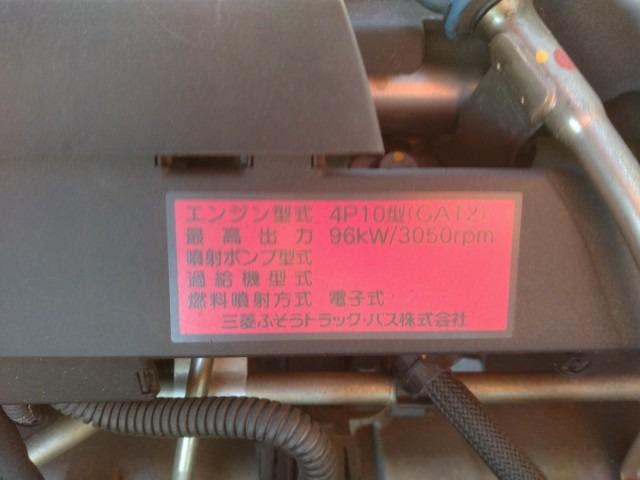 エンジン型式 4P10型(GAT2)
最高出力 96kW/3050rpm
噴射ポンプ型式
過給機型式
燃料噴射方式 電子式
三菱ふそうトラック・バス株式会社